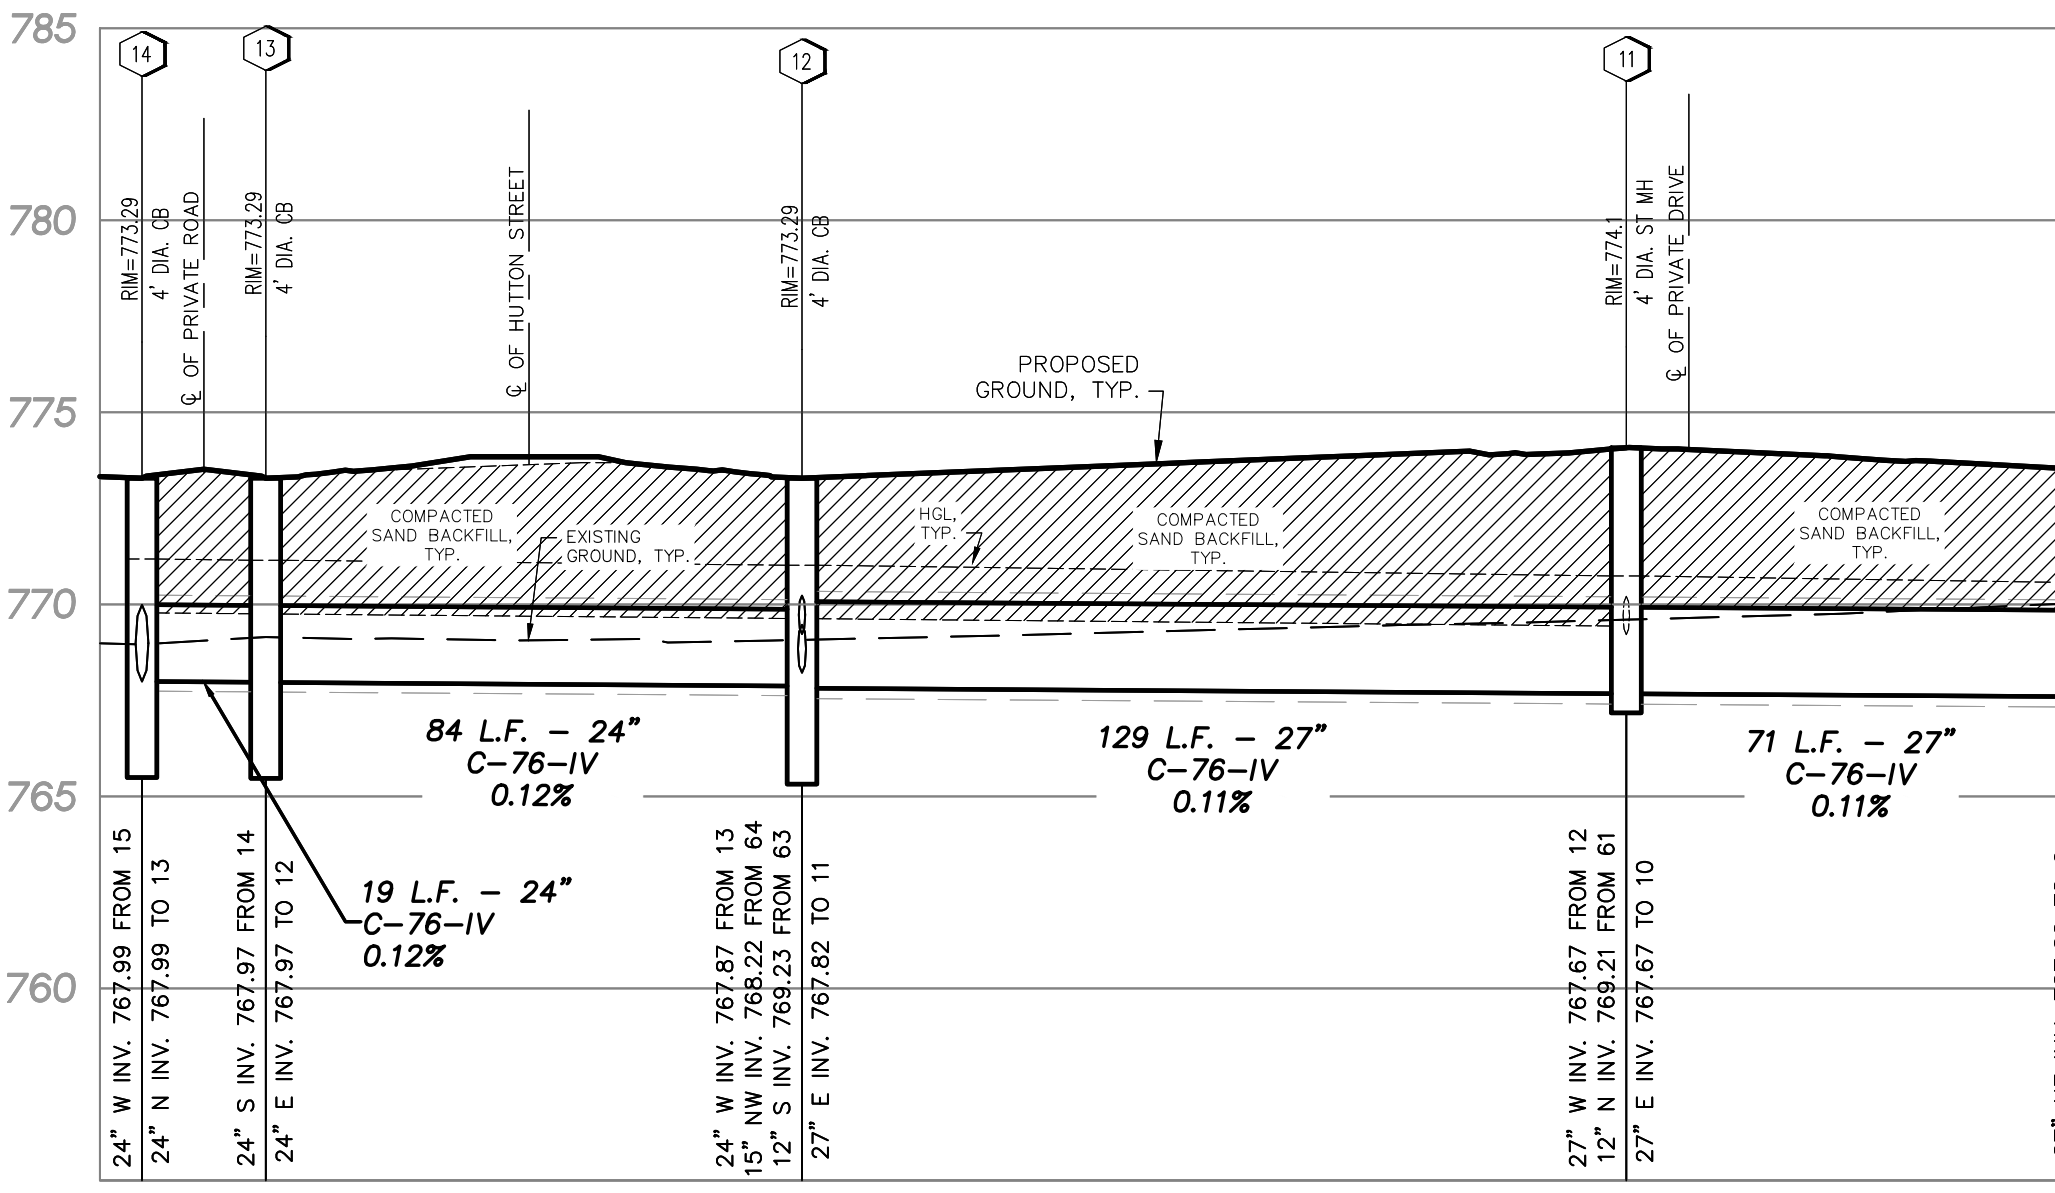 785
780
775
770
765
760
14
13
12
11
RIM=773.29
4' DIA. CB
℄ OF PRIVATE ROAD
RIM=773.29
4' DIA. CB
℄ OF HUTTON STREET
RIM=773.29
4' DIA. CB
RIM=774.1
4' DIA. ST MH
℄ OF PRIVATE DRIVE
PROPOSED
GROUND, TYP.
COMPACTED
SAND BACKFILL,
TYP.
EXISTING
GROUND, TYP.
HGL,
TYP.
COMPACTED
SAND BACKFILL,
TYP.
COMPACTED
SAND BACKFILL,
TYP.
84 L.F. – 24"
C–76–IV
0.12%
129 L.F. – 27"
C–76–IV
0.11%
71 L.F. – 27"
C–76–IV
0.11%
19 L.F. – 24"
C–76–IV
0.12%
24" W INV. 767.99 FROM 15
24" N INV. 767.99 TO 13
24" S INV. 767.97 FROM 14
24" E INV. 767.97 TO 12
24" W INV. 767.87 FROM 13
15" NW INV. 768.22 FROM 64
12" S INV. 769.23 FROM 63
27" E INV. 767.82 TO 11
27" W INV. 767.67 FROM 12
12" N INV. 769.21 FROM 61
27" E INV. 767.67 TO 10